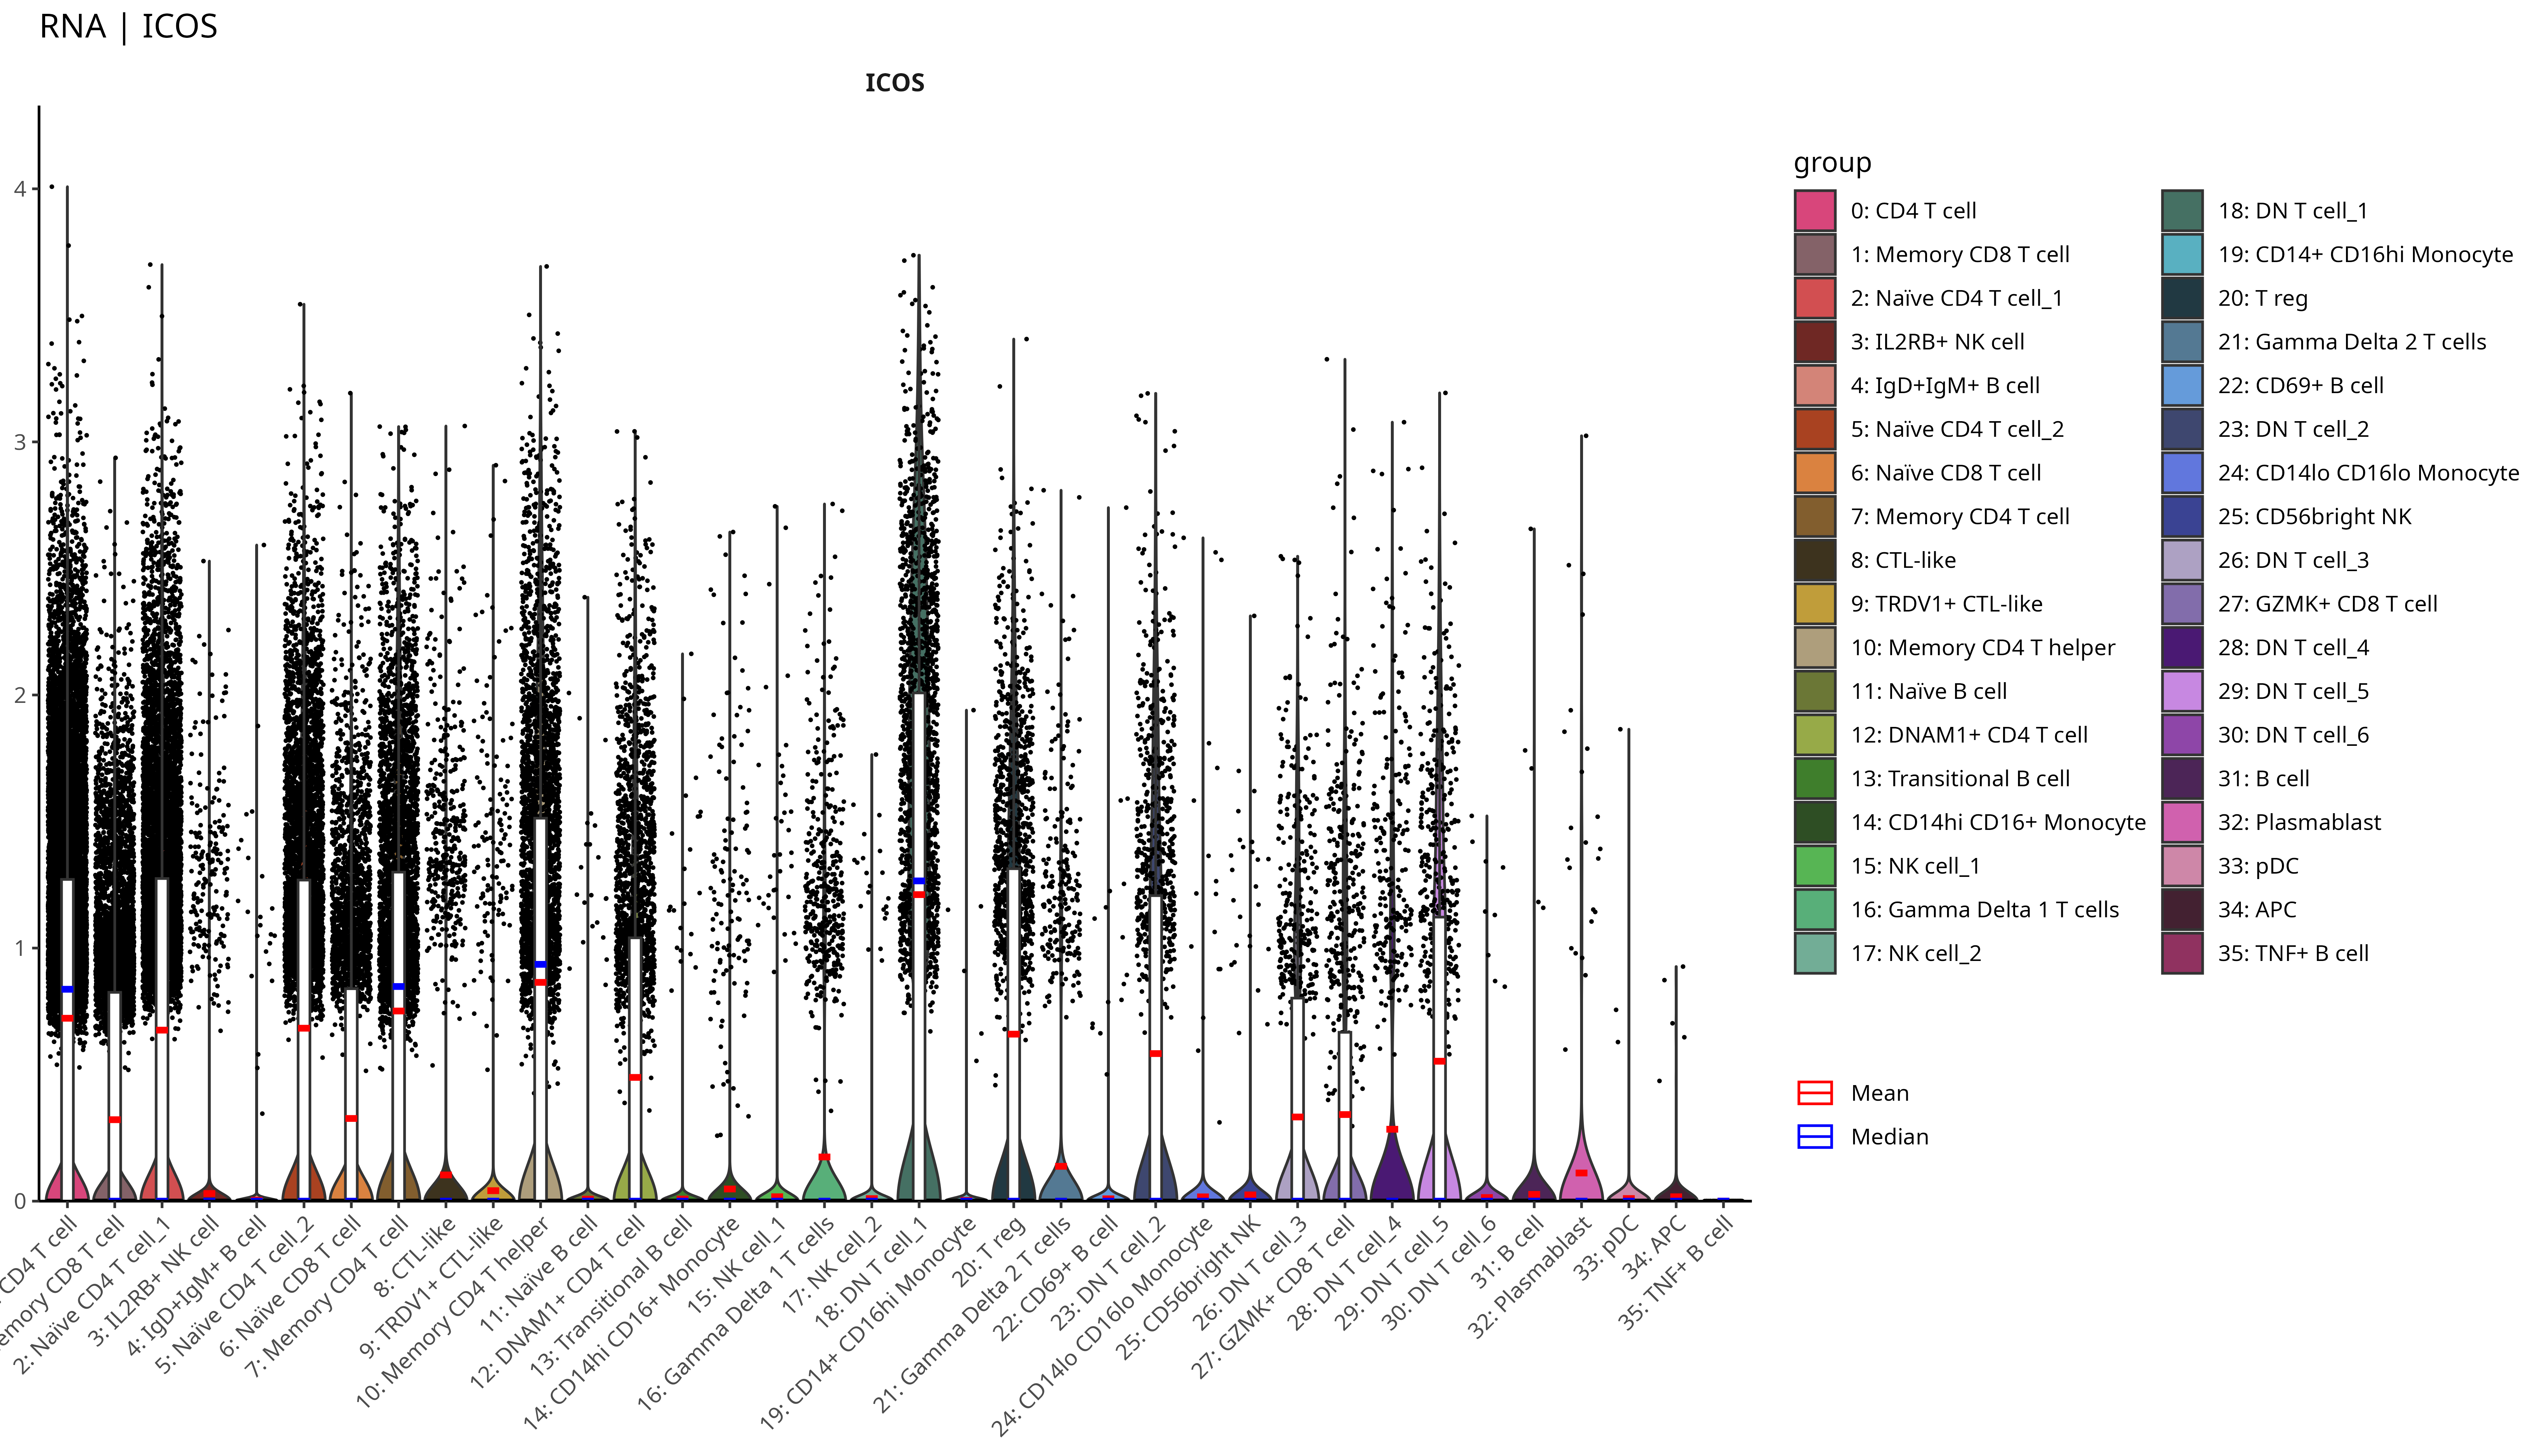 RNA | ICOS
ICOS
4
3
2
1
0
CD4 T cell
Memory CD8 T cell
2: Naïve CD4 T cell_1
3: IL2RB+ NK cell
4: IgD+IgM+ B cell
5: Naïve CD4 T cell_2
6: Naïve CD8 T cell
7: Memory CD4 T cell
8: CTL-like
9: TRDV1+ CTL-like
10: Memory CD4 T helper
11: Naïve B cell
12: DNAM1+ CD4 T cell
13: Transitional B cell
14: CD14hi CD16+ Monocyte
15: NK cell_1
16: Gamma Delta 1 T cells
17: NK cell_2
18: DN T cell_1
19: CD14+ CD16hi Monocyte
20: T reg
21: Gamma Delta 2 T cells
22: CD69+ B cell
23: DN T cell_2
24: CD14lo CD16lo Monocyte
25: CD56bright NK
26: DN T cell_3
27: GZMK+ CD8 T cell
28: DN T cell_4
29: DN T cell_5
30: DN T cell_6
31: B cell
32: Plasmablast
33: pDC
34: APC
35: TNF+ B cell
group
0: CD4 T cell
1: Memory CD8 T cell
2: Naïve CD4 T cell_1
3: IL2RB+ NK cell
4: IgD+IgM+ B cell
5: Naïve CD4 T cell_2
6: Naïve CD8 T cell
7: Memory CD4 T cell
8: CTL-like
9: TRDV1+ CTL-like
10: Memory CD4 T helper
11: Naïve B cell
12: DNAM1+ CD4 T cell
13: Transitional B cell
14: CD14hi CD16+ Monocyte
15: NK cell_1
16: Gamma Delta 1 T cells
17: NK cell_2
18: DN T cell_1
19: CD14+ CD16hi Monocyte
20: T reg
21: Gamma Delta 2 T cells
22: CD69+ B cell
23: DN T cell_2
24: CD14lo CD16lo Monocyte
25: CD56bright NK
26: DN T cell_3
27: GZMK+ CD8 T cell
28: DN T cell_4
29: DN T cell_5
30: DN T cell_6
31: B cell
32: Plasmablast
33: pDC
34: APC
35: TNF+ B cell
Mean
Median